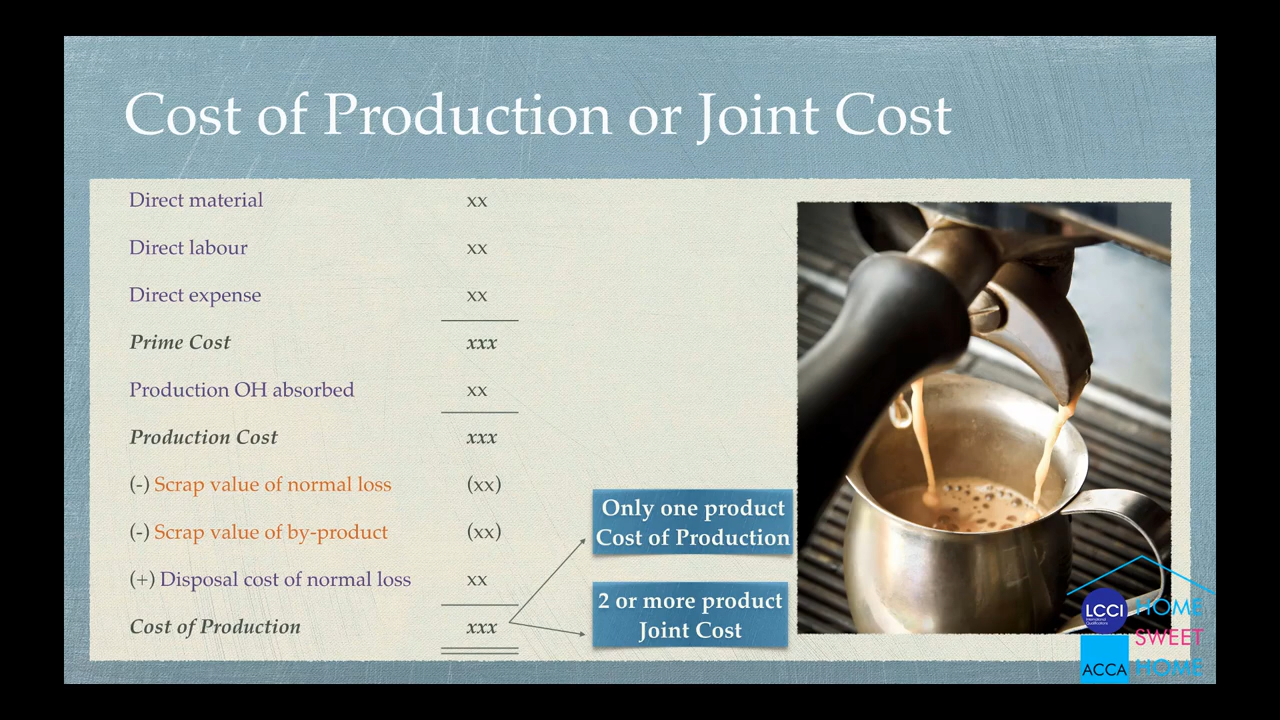 Cost of Production or Joint Cost
Direct material xx
Direct labour xx
Direct expense xx
Prime Cost xxx
Production OH absorbed xx
Production Cost xxx
(-) Scrap value of normal loss (xx)
(-) Scrap value of by-product (xx)
(+) Disposal cost of normal loss xx
Cost of Production xxx
Only one product
Cost of Production
2 or more product
Joint Cost
LCCI
International
Qualifications
HOME
SWEET
ACCA HOME